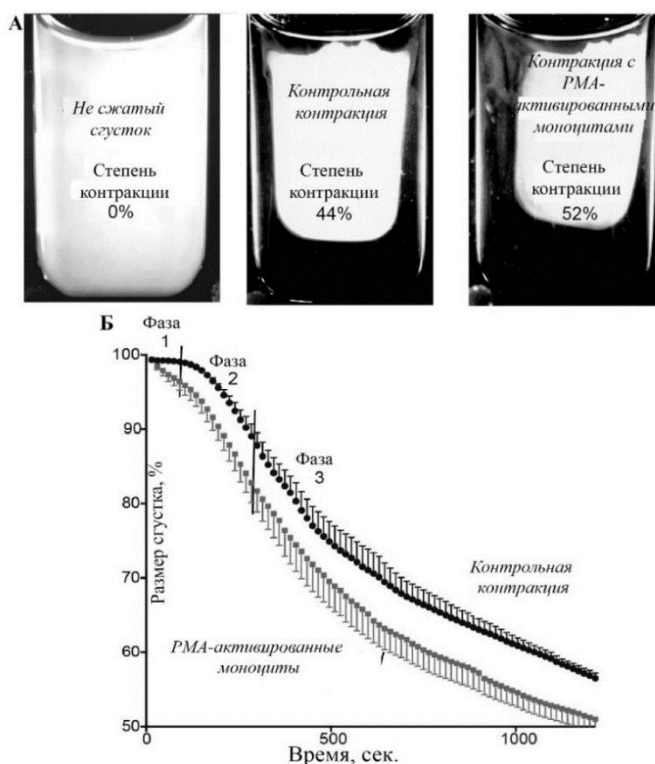 А
Не сжатый
сгусток
Степень
контракции
0%
Контрольная
контракция
Степень
контракции
44%
Контракция с
PMA-
активированными
моноцитами
Степень
контракции
52%
Б
Фаза
1
Фаза
2
Фаза
3
100
90
80
70
60
50
Размер сгустка, %
Контрольная
контракция
PMA-активированные
моноциты
0
500
1000
Время, сек.